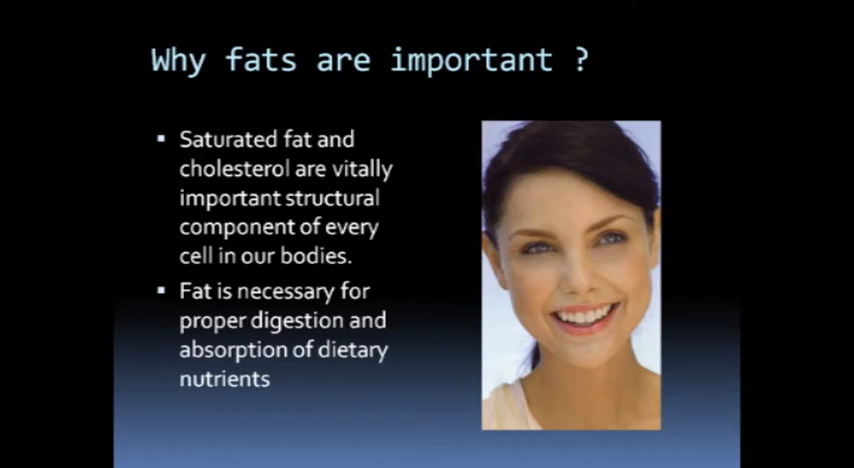 Why fats are important ?
Saturated fat and
cholesterol are vitally
important structural
component of every
cell in our bodies.
Fat is necessary for
proper digestion and
absorption of dietary
nutrients